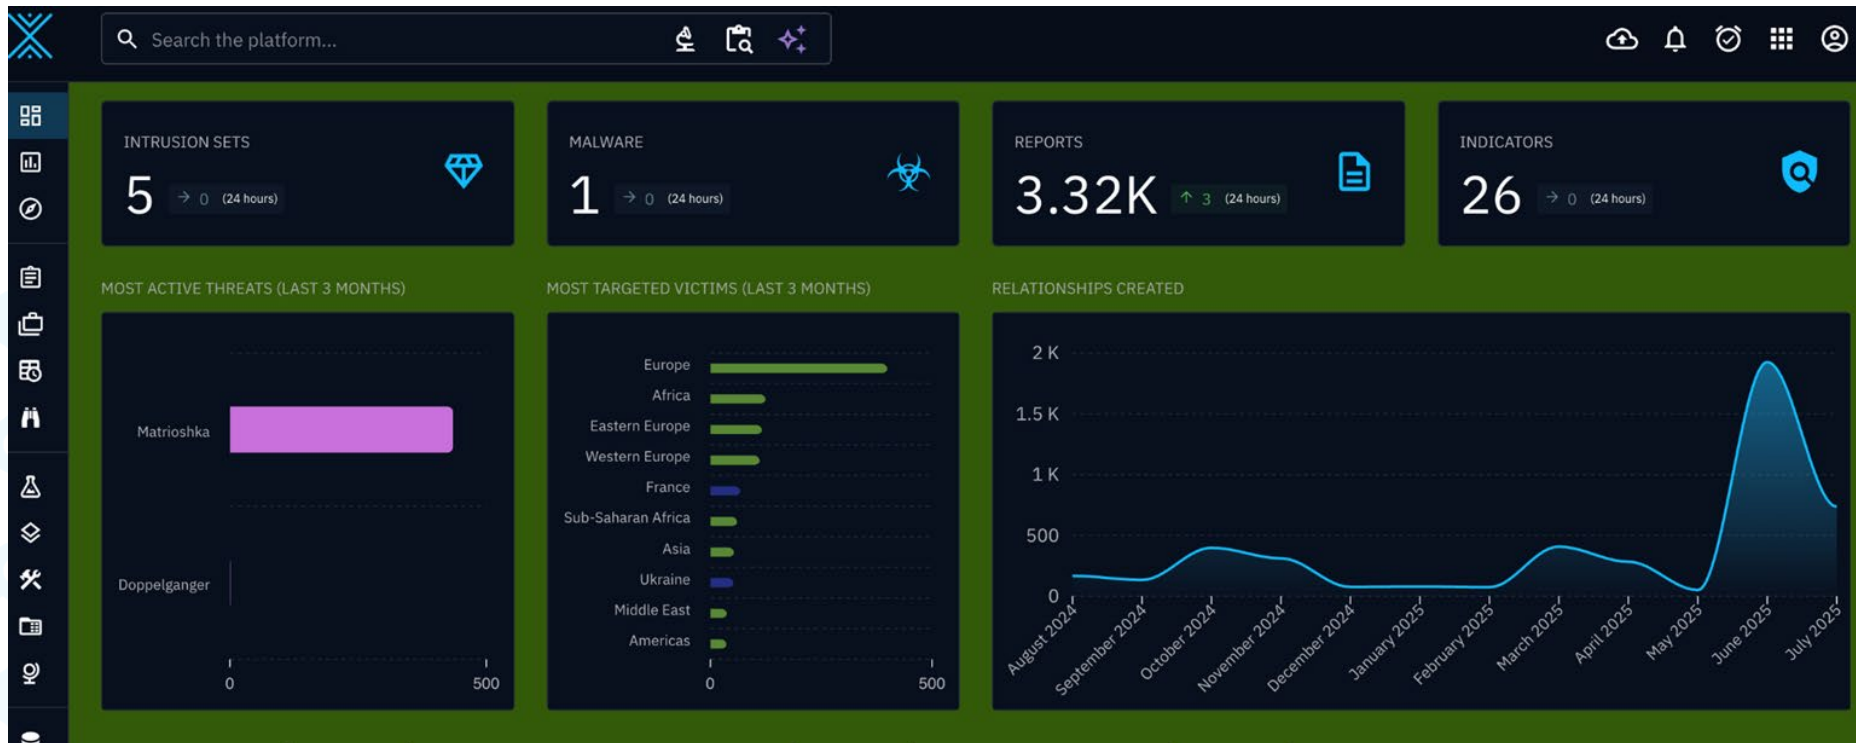 Search the platform...
INTRUSION SETS
5 → 0 (24 hours)
MALWARE
1 → 0 (24 hours)
REPORTS
3.32K ↑ 3 (24 hours)
INDICATORS
26 → 0 (24 hours)
MOST ACTIVE THREATS (LAST 3 MONTHS)
Matrioshka
Doppelganger
0 500
MOST TARGETED VICTIMS (LAST 3 MONTHS)
Europe
Africa
Eastern Europe
Western Europe
France
Sub-Saharan Africa
Asia
Ukraine
Middle East
Americas
0 500
RELATIONSHIPS CREATED
2 K
1.5 K
1 K
500
0
August 2024 September 2024 October 2024 November 2024 December 2024 January 2025 February 2025 March 2025 April 2025 May 2025 June 2025 July 2025